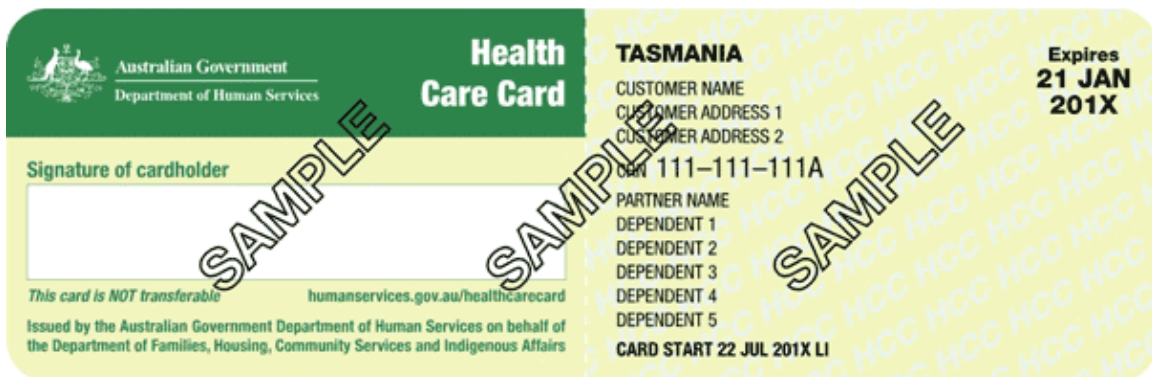 Australian Government
Department of Human Services
Health
Care Card
Signature of cardholder
This card is NOT transferable
humanservices.gov.au/healthcarecard
Issued by the Australian Government Department of Human Services on behalf of
the Department of Families, Housing, Community Services and Indigenous Affairs
TASMANIA
CUSTOMER NAME
CUSTOMER ADDRESS 1
CUSTOMER ADDRESS 2
CRN 111–111–111A
PARTNER NAME
DEPENDENT 1
DEPENDENT 2
DEPENDENT 3
DEPENDENT 4
DEPENDENT 5
CARD START 22 JUL 201X LI
Expires
21 JAN
201X
SAMPLE
SAMPLE
SAMPLE